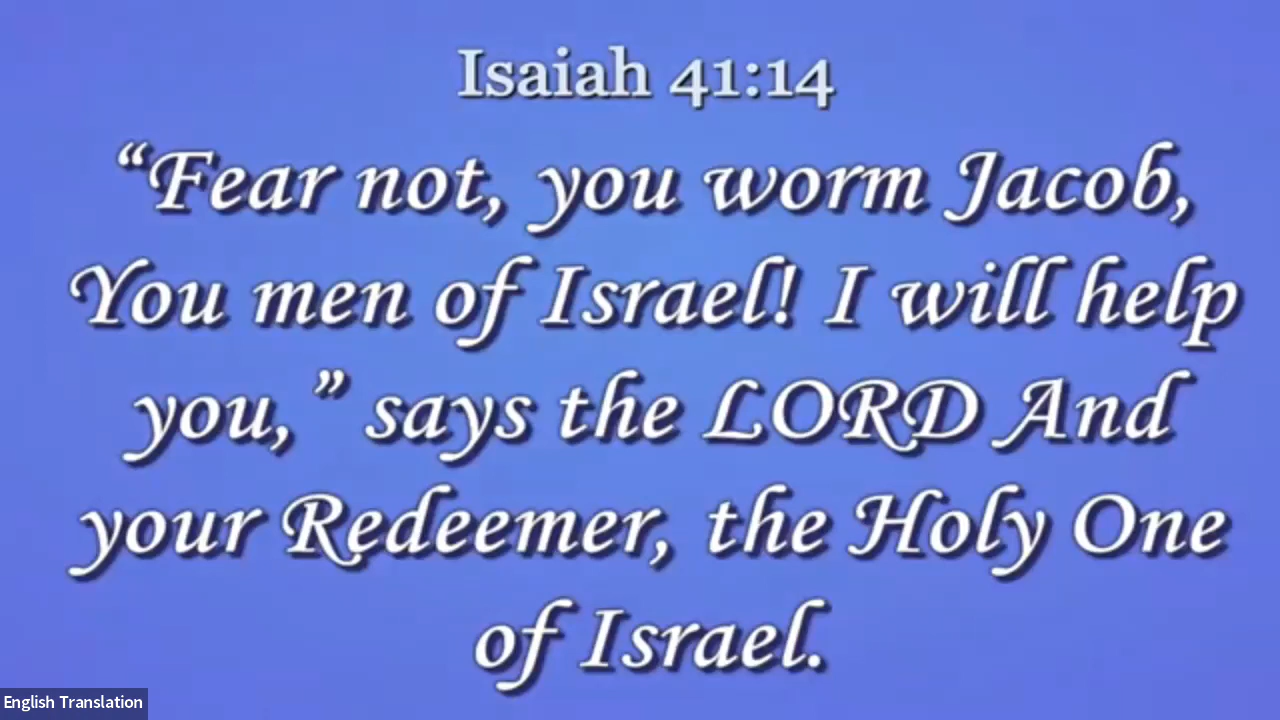 Isaiah 41:14
“Fear not, you worm Jacob,
You men of Israel! I will help
you,” says the LORD And
your Redeemer, the Holy One
of Israel.
English Translation